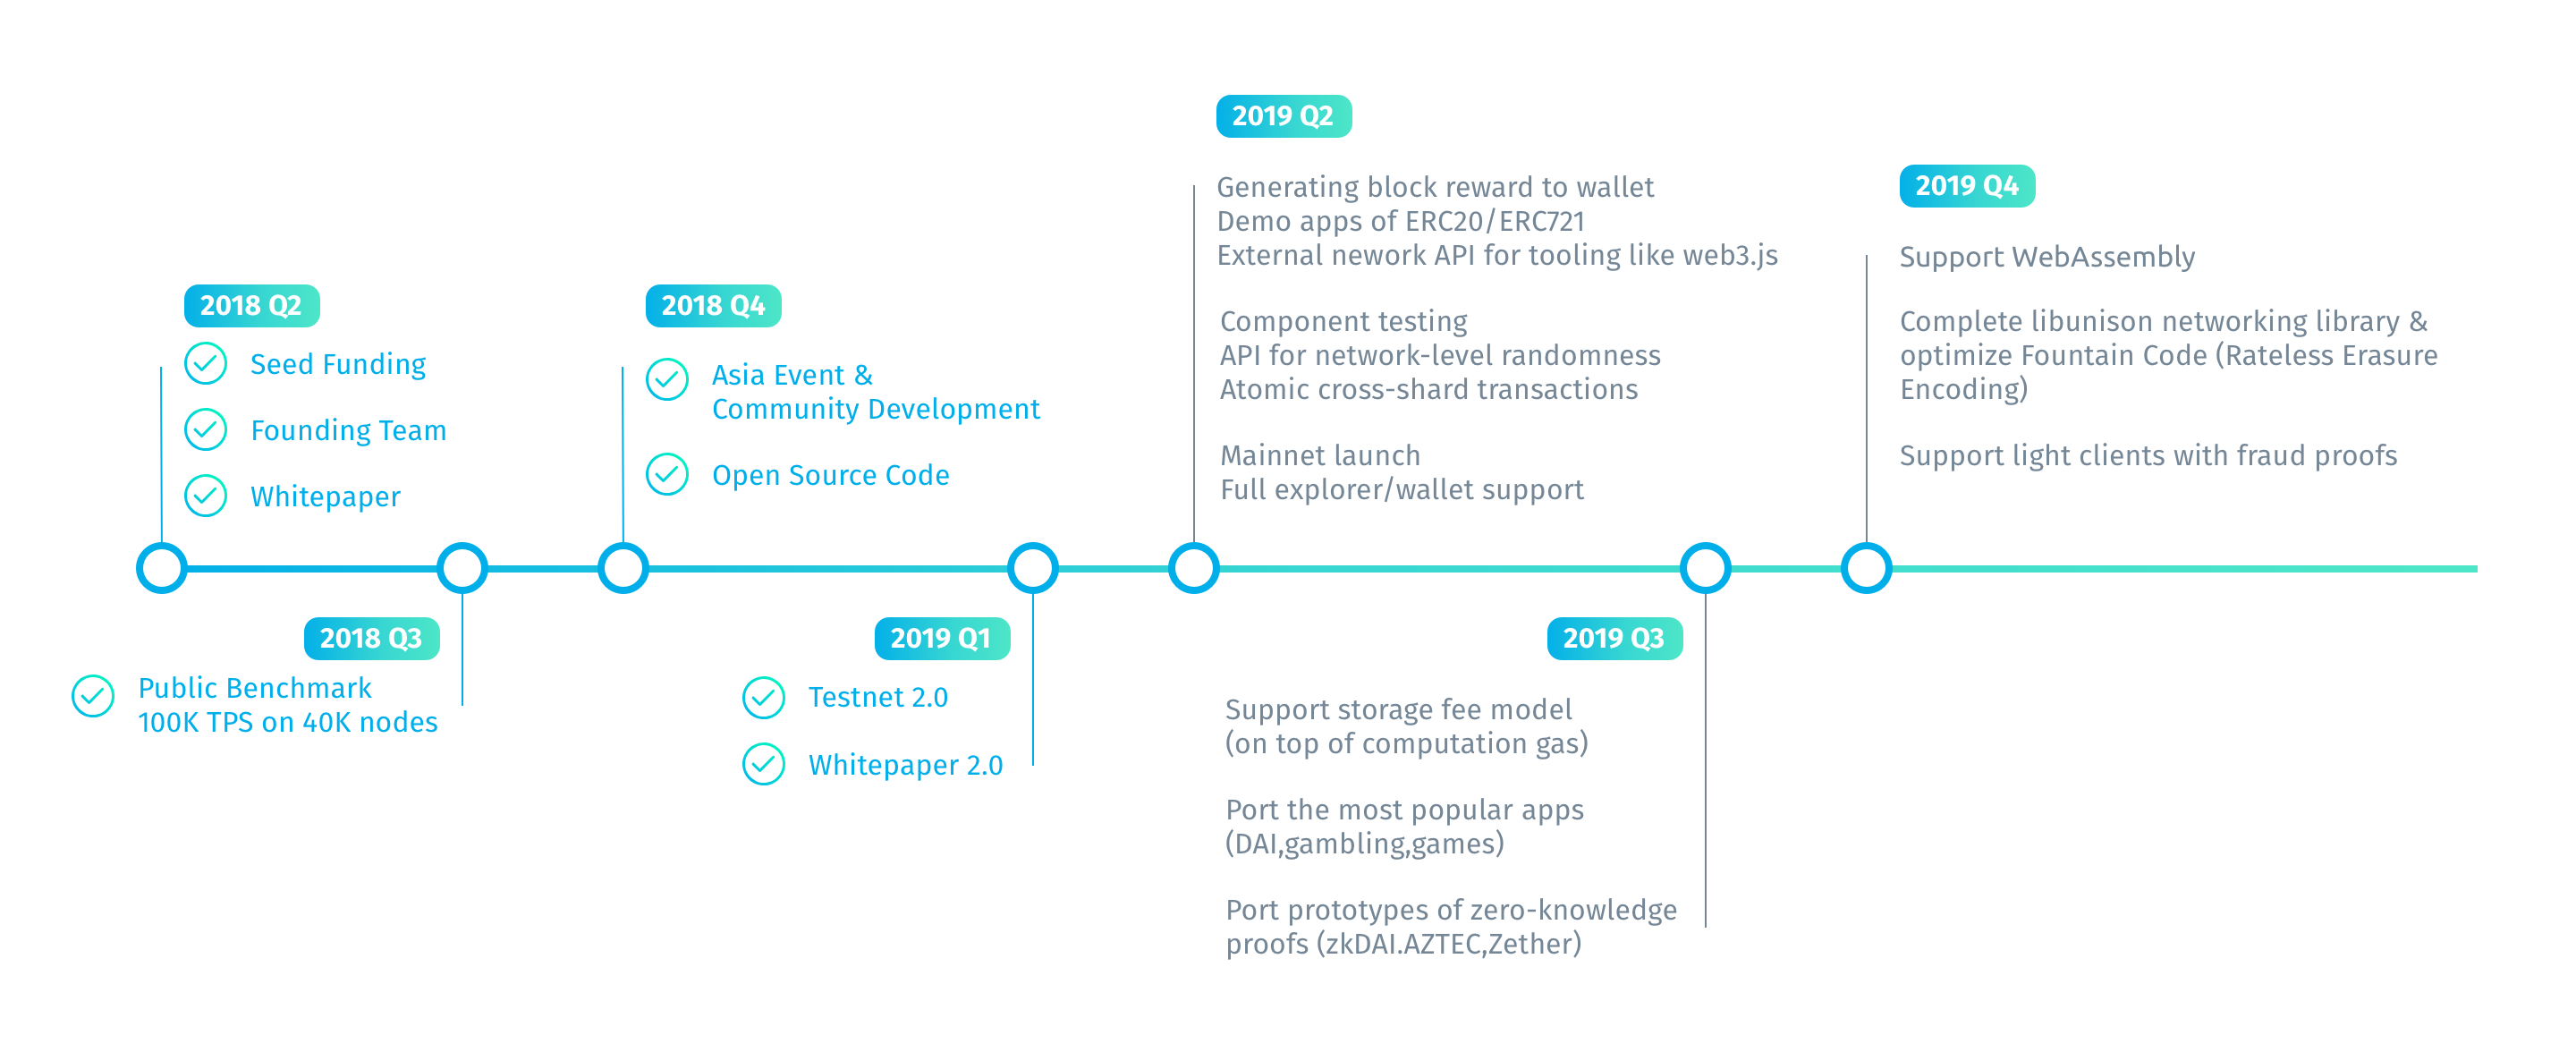 2018 Q2
Seed Funding
Founding Team
Whitepaper
2018 Q3
Public Benchmark
100K TPS on 40K nodes
2018 Q4
Asia Event &
Community Development
Open Source Code
2019 Q1
Testnet 2.0
Whitepaper 2.0
2019 Q2
Generating block reward to wallet
Demo apps of ERC20/ERC721
External nework API for tooling like web3.js
Component testing
API for network-level randomness
Atomic cross-shard transactions
Mainnet launch
Full explorer/wallet support
2019 Q3
Support storage fee model
(on top of computation gas)
Port the most popular apps
(DAI,gambling,games)
Port prototypes of zero-knowledge
proofs (zkDAI.AZTEC,Zether)
2019 Q4
Support WebAssembly
Complete libunison networking library &
optimize Fountain Code (Rateless Erasure
Encoding)
Support light clients with fraud proofs